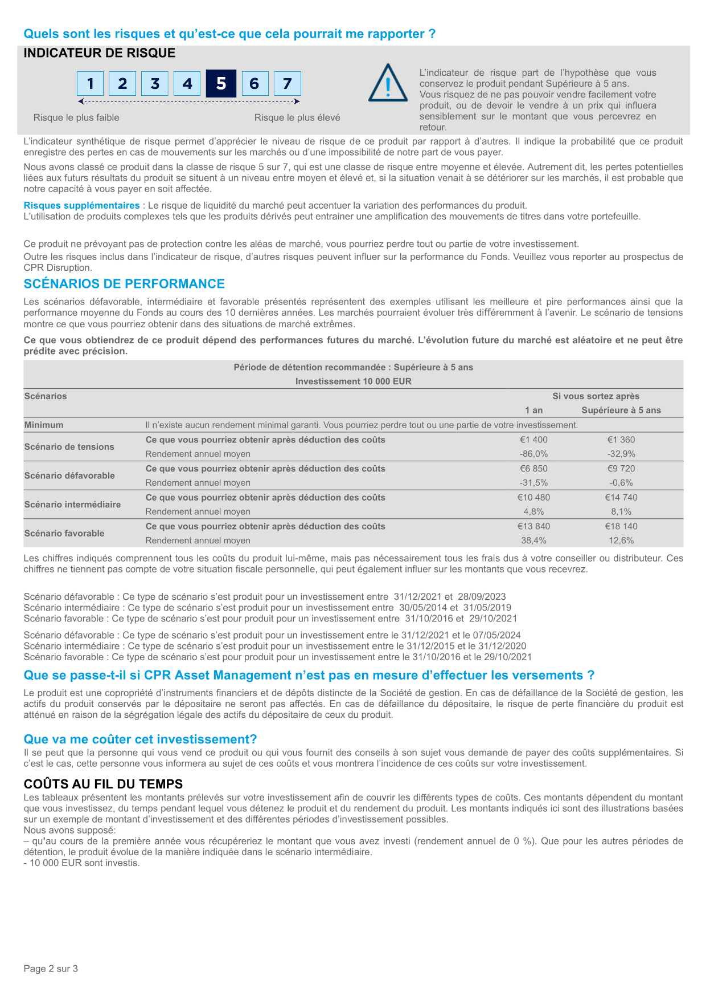 Quels sont les risques et qu’est-ce que cela pourrait me rapporter ?
INDICATEUR DE RISQUE
1 2 3 4 5 6 7
Risque le plus faible Risque le plus élevé
L’indicateur de risque part de l’hypothèse que vous
conservez le produit pendant Supérieure à 5 ans.
Vous risquez de ne pas pouvoir vendre facilement votre
produit, ou de devoir le vendre à un prix qui influera
sensiblement sur le montant que vous percevrez en
retour.
L’indicateur synthétique de risque permet d’apprécier le niveau de risque de ce produit par rapport à d’autres. Il indique la probabilité que ce produit
enregistre des pertes en cas de mouvements sur les marchés ou d’une impossibilité de notre part de vous payer.
Nous avons classé ce produit dans la classe de risque 5 sur 7, qui est une classe de risque entre moyenne et élevée. Autrement dit, les pertes potentielles
liées aux futurs résultats du produit se situent à un niveau entre moyen et élevé et, si la situation venait à se détériorer sur les marchés, il est probable que
notre capacité à vous payer en soit affectée.
Risques supplémentaires : Le risque de liquidité du marché peut accentuer la variation des performances du produit.
L'utilisation de produits complexes tels que les produits dérivés peut entrainer une amplification des mouvements de titres dans votre portefeuille.
Ce produit ne prévoyant pas de protection contre les aléas de marché, vous pourriez perdre tout ou partie de votre investissement.
Outre les risques inclus dans l’indicateur de risque, d’autres risques peuvent influer sur la performance du Fonds. Veuillez vous reporter au prospectus de
CPR Disruption.
SCÉNARIOS DE PERFORMANCE
Les scénarios défavorable, intermédiaire et favorable présentés représentent des exemples utilisant les meilleure et pire performances ainsi que la
performance moyenne du Fonds au cours des 10 dernières années. Les marchés pourraient évoluer très différemment à l’avenir. Le scénario de tensions
montre ce que vous pourriez obtenir dans des situations de marché extrêmes.
Ce que vous obtiendrez de ce produit dépend des performances futures du marché. L’évolution future du marché est aléatoire et ne peut être
prédite avec précision.
Période de détention recommandée : Supérieure à 5 ans
Investissement 10 000 EUR
Scénarios Si vous sortez après
1 an Supérieure à 5 ans
Minimum Il n’existe aucun rendement minimal garanti. Vous pourriez perdre tout ou une partie de votre investissement.
Scénario de tensions Ce que vous pourriez obtenir après déduction des coûts €1 400 €1 360
Rendement annuel moyen -86,0% -32,9%
Scénario défavorable Ce que vous pourriez obtenir après déduction des coûts €6 850 €9 720
Rendement annuel moyen -31,5% -0,6%
Scénario intermédiaire Ce que vous pourriez obtenir après déduction des coûts €10 480 €14 740
Rendement annuel moyen 4,8% 8,1%
Scénario favorable Ce que vous pourriez obtenir après déduction des coûts €13 840 €18 140
Rendement annuel moyen 38,4% 12,6%
Les chiffres indiqués comprennent tous les coûts du produit lui-même, mais pas nécessairement tous les frais dus à votre conseiller ou distributeur. Ces
chiffres ne tiennent pas compte de votre situation fiscale personnelle, qui peut également influer sur les montants que vous recevrez.
Scénario défavorable : Ce type de scénario s’est produit pour un investissement entre 31/12/2021 et 28/09/2023
Scénario intermédiaire : Ce type de scénario s’est produit pour un investissement entre 30/05/2014 et 31/05/2019
Scénario favorable : Ce type de scénario s’est pour produit pour un investissement entre 31/10/2016 et 29/10/2021
Scénario défavorable : Ce type de scénario s’est produit pour un investissement entre le 31/12/2021 et le 07/05/2024
Scénario intermédiaire : Ce type de scénario s’est produit pour un investissement entre le 31/12/2015 et le 31/12/2020
Scénario favorable : Ce type de scénario s’est pour produit pour un investissement entre le 31/10/2016 et le 29/10/2021
Que se passe-t-il si CPR Asset Management n’est pas en mesure d’effectuer les versements ?
Le produit est une copropriété d’instruments financiers et de dépôts distincte de la Société de gestion. En cas de défaillance de la Société de gestion, les
actifs du produit conservés par le dépositaire ne seront pas affectés. En cas de défaillance du dépositaire, le risque de perte financière du produit est
atténué en raison de la ségrégation légale des actifs du dépositaire de ceux du produit.
Que va me coûter cet investissement?
Il se peut que la personne qui vous vend ce produit ou qui vous fournit des conseils à son sujet vous demande de payer des coûts supplémentaires. Si
c’est le cas, cette personne vous informera au sujet de ces coûts et vous montrera l’incidence de ces coûts sur votre investissement.
COÛTS AU FIL DU TEMPS
Les tableaux présentent les montants prélevés sur votre investissement afin de couvrir les différents types de coûts. Ces montants dépendent du montant
que vous investissez, du temps pendant lequel vous détenez le produit et du rendement du produit. Les montants indiqués ici sont des illustrations basées
sur un exemple de montant d’investissement et des différentes périodes d’investissement possibles.
Nous avons supposé:
– qu’au cours de la première année vous récupéreriez le montant que vous avez investi (rendement annuel de 0 %). Que pour les autres périodes de
détention, le produit évolue de la manière indiquée dans le scénario intermédiaire.
- 10 000 EUR sont investis.
Page 2 sur 3